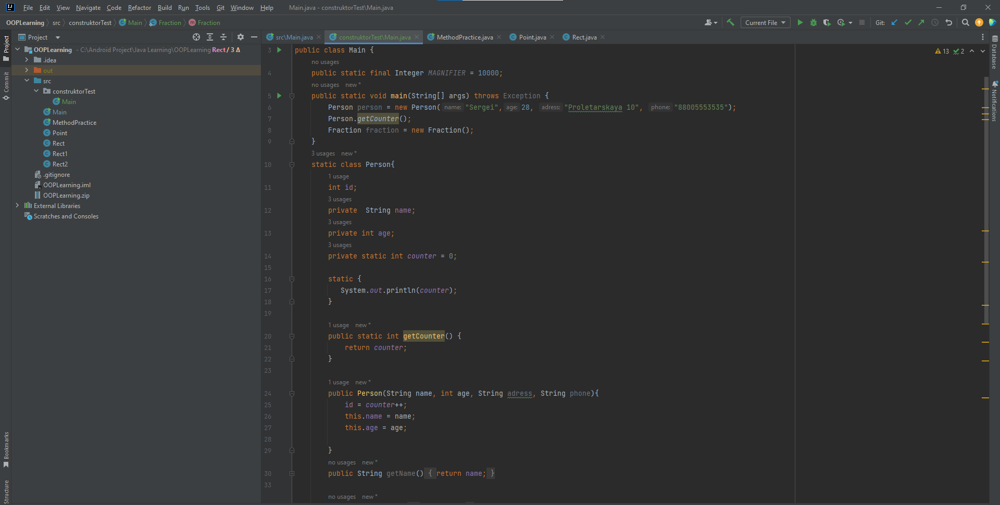 File Edit View Navigate Code Refactor Build Run Tools Git Window Help Main.java - construktorTest\Main.java
OOPLearning src construktorTest Main Fraction Fraction Current File Git:
Project
src\Main.java construktorTest\Main.java MethodPractice.java Point.java Rect.java
Project
Commit
Bookmarks
Structure
OOPLearning - C:\Android Project\Java Learning\OOPLearning Rect / 3 Δ
.idea
out
src
construktorTest
Main
Main
MethodPractice
Point
Rect
Rect1
Rect2
.gitignore
OOPLearning.iml
OOPLearning.zip
External Libraries
Scratches and Consoles
3 public class Main {
no usages
4 public static final Integer MAGNIFIER = 10000;
no usages new *
5 public static void main(String[] args) throws Exception {
6 Person person = new Person( name: "Sergei", age: 28, adress: "Proletarskaya 10", phone: "88005553535");
7 Person.getCounter();
8 Fraction fraction = new Fraction();
9 }
3 usages new *
10 static class Person{
1 usage
11 int id;
3 usages
12 private  String name;
3 usages
13 private int age;
3 usages
14 private static int counter = 0;
15
16 static {
17 System.out.println(counter);
18 }
19
1 usage new *
20 public static int getCounter() {
21 return counter;
22 }
23
1 usage new *
24 public Person(String name, int age, String adress, String phone){
25 id = counter++;
26 this.name = name;
27 this.age = age;
28
29 }
no usages new *
30 public String getName() { return name; }
33
no usages new *
13 2
Database
Notifications